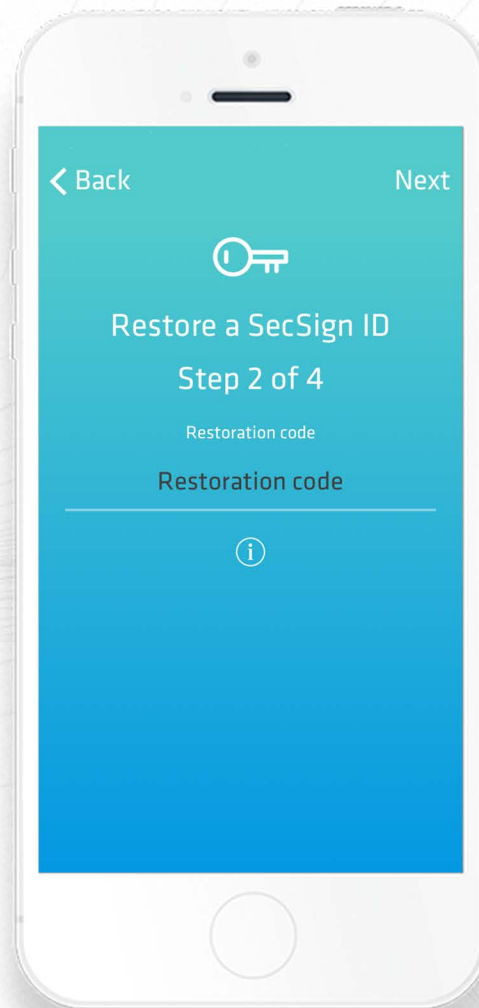 Back
Next
Restore a SecSign ID
Step 2 of 4
Restoration code
Restoration code
i